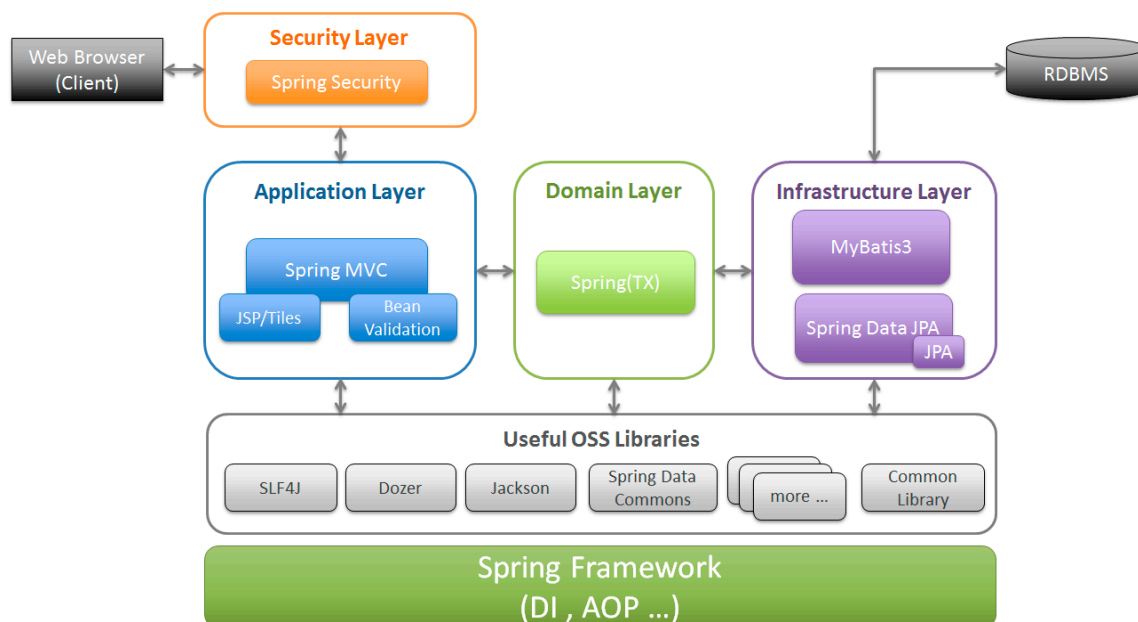 Web Browser
(Client)
Security Layer
Spring Security
RDBMS
Application Layer
Spring MVC
JSP/Tiles
Bean
Validation
Domain Layer
Spring(TX)
Infrastructure Layer
MyBatis3
Spring Data JPA
JPA
Useful OSS Libraries
SLF4J
Dozer
Jackson
Spring Data
Commons
more ...
Common
Library
Spring Framework
(DI , AOP ...)